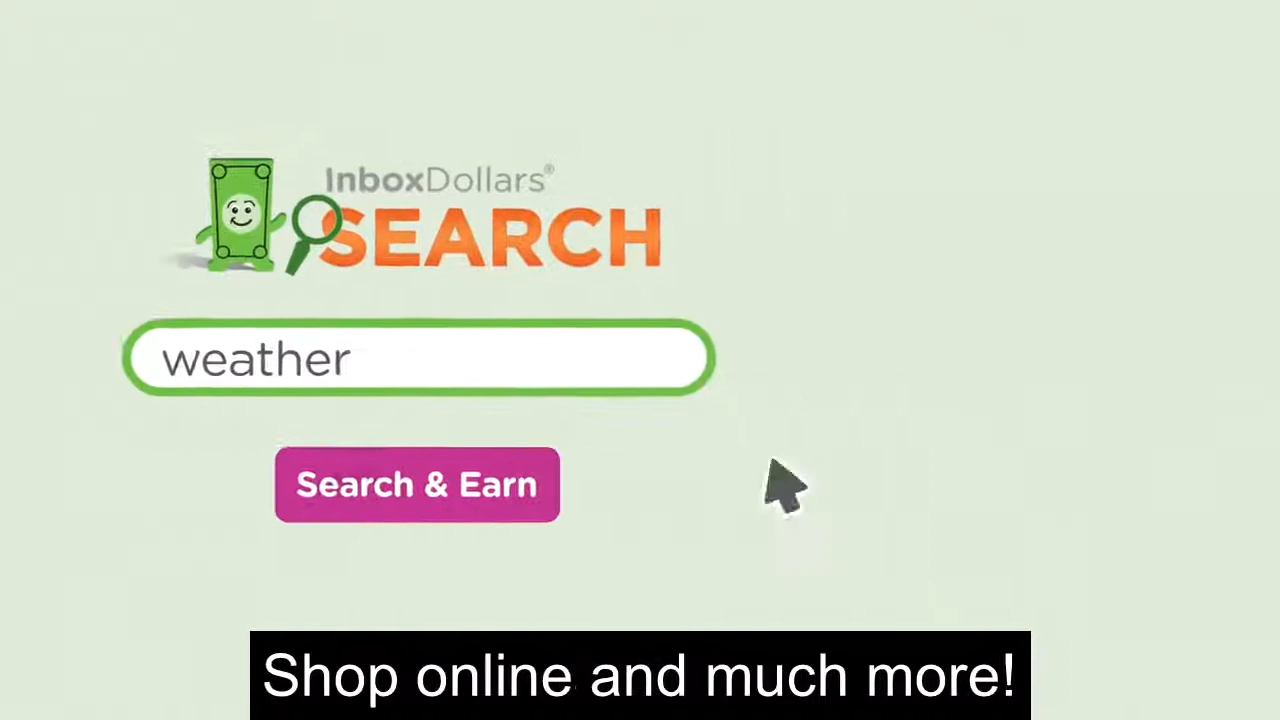 InboxDollars®
SEARCH
weather
Search & Earn
Shop online and much more!